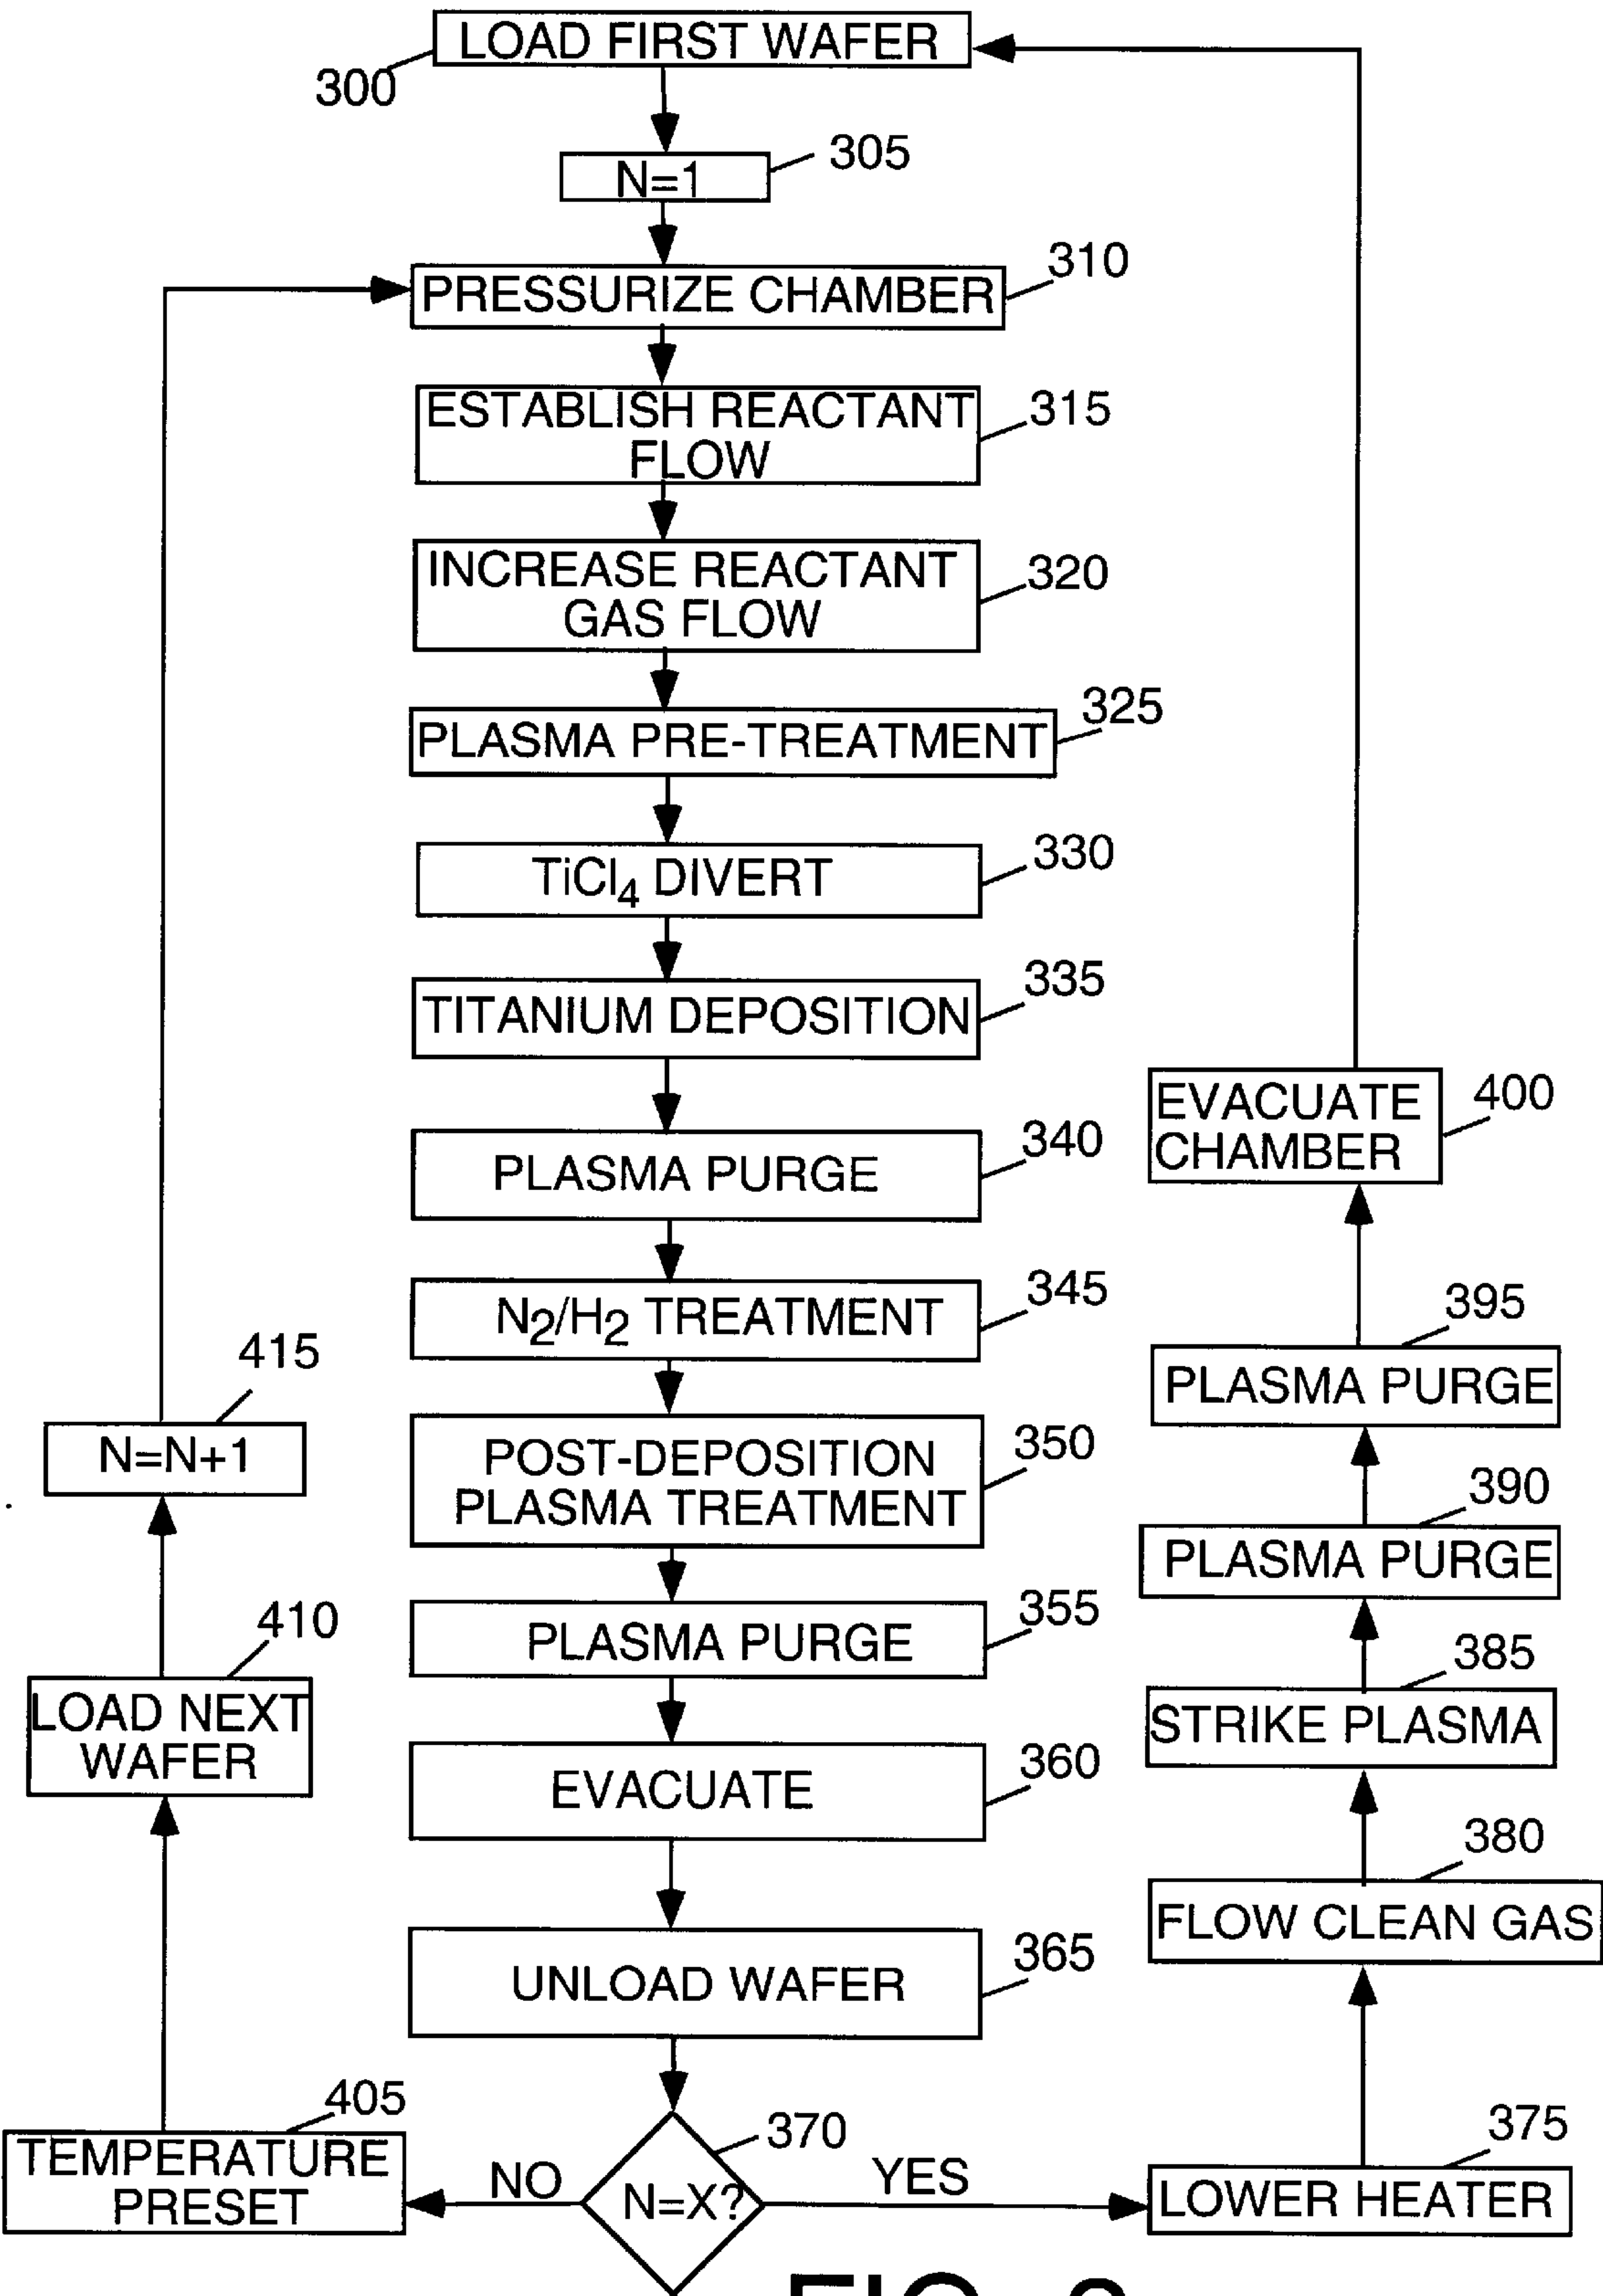 LOAD FIRST WAFER
300
N=1
305
PRESSURIZE CHAMBER
310
ESTABLISH REACTANT
FLOW
315
INCREASE REACTANT
GAS FLOW
320
PLASMA PRE-TREATMENT
325
TiCl4 DIVERT
330
TITANIUM DEPOSITION
335
PLASMA PURGE
340
N2/H2 TREATMENT
345
POST-DEPOSITION
PLASMA TREATMENT
350
PLASMA PURGE
355
EVACUATE
360
UNLOAD WAFER
365
N=X?
370
NO
YES
TEMPERATURE
PRESET
405
LOAD NEXT
WAFER
410
N=N+1
415
LOWER HEATER
375
FLOW CLEAN GAS
380
STRIKE PLASMA
385
PLASMA PURGE
390
PLASMA PURGE
395
EVACUATE
CHAMBER
400